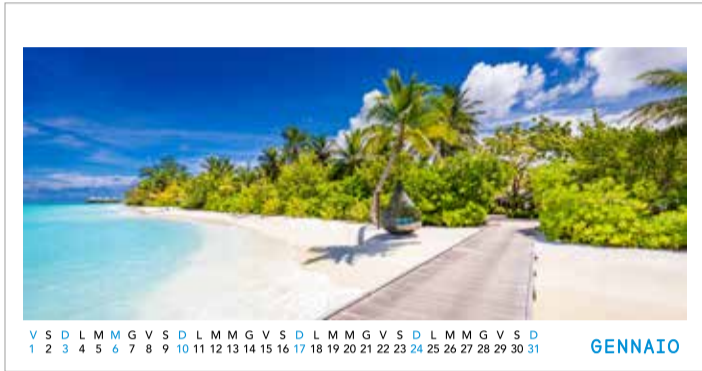 V S D L M M G V S D L M M G V S D L M M G V S D L M M G V S D
1 2 3 4 5 6 7 8 9 10 11 12 13 14 15 16 17 18 19 20 21 22 23 24 25 26 27 28 29 30 31
GENNAIO